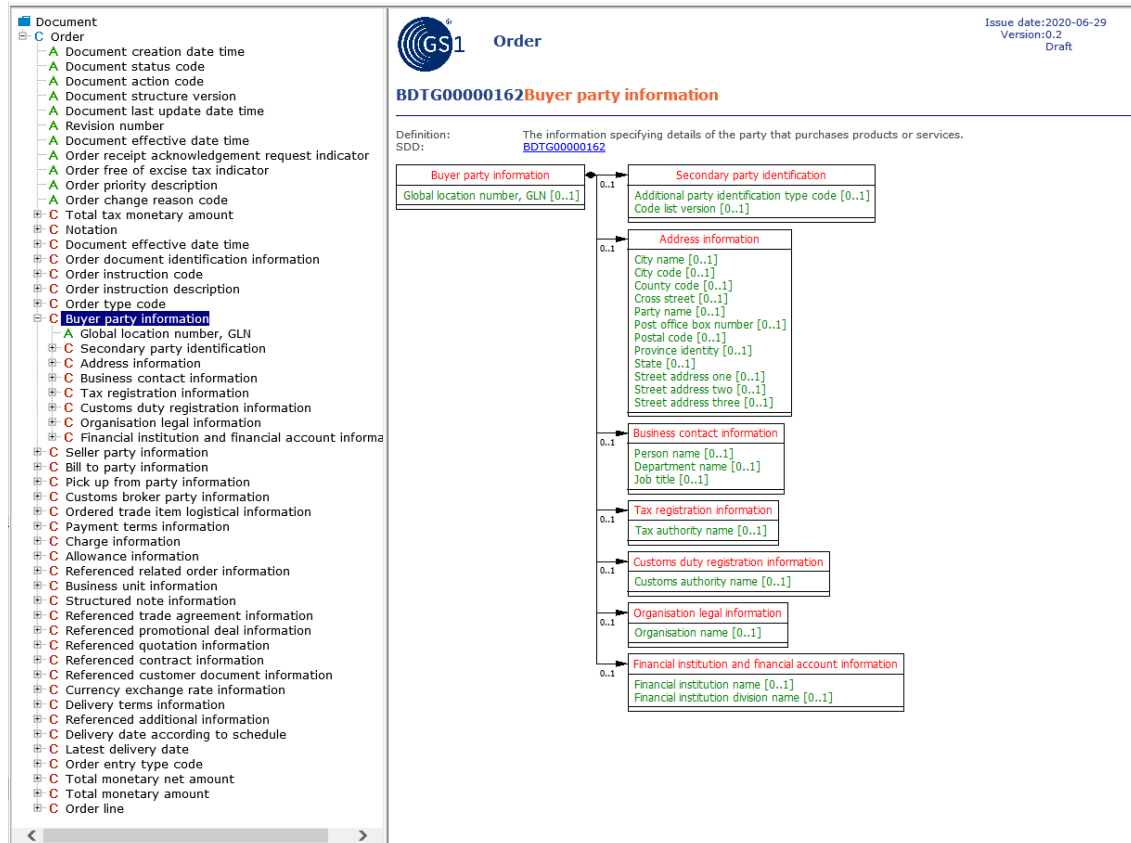 Document
C Order
A Document creation date time
A Document status code
A Document action code
A Document structure version
A Document last update date time
A Revision number
A Document effective date time
A Order receipt acknowledgement request indicator
A Order free of excise tax indicator
A Order priority description
A Order change reason code
C Total tax monetary amount
C Notation
C Document effective date time
C Order document identification information
C Order instruction code
C Order instruction description
C Order type code
C Buyer party information
A Global location number, GLN
C Secondary party identification
C Address information
C Business contact information
C Tax registration information
C Customs duty registration information
C Organisation legal information
C Financial institution and financial account informa
C Seller party information
C Bill to party information
C Pick up from party information
C Customs broker party information
C Ordered trade item logistical information
C Payment terms information
C Charge information
C Allowance information
C Referenced related order information
C Business unit information
C Structured note information
C Referenced trade agreement information
C Referenced promotional deal information
C Referenced quotation information
C Referenced contract information
C Referenced customer document information
C Currency exchange rate information
C Delivery terms information
C Referenced additional information
C Delivery date according to schedule
C Latest delivery date
C Order entry type code
C Total monetary net amount
C Total monetary amount
C Order line
GS1
®
Order
Issue date:2020-06-29
Version:0.2
Draft
BDTG00000162Buyer party information
Definition: The information specifying details of the party that purchases products or services.
SDD: BDTG00000162
Buyer party information
Global location number, GLN [0..1]
0..1
Secondary party identification
Additional party identification type code [0..1]
Code list version [0..1]
0..1
Address information
City name [0..1]
City code [0..1]
County code [0..1]
Cross street [0..1]
Party name [0..1]
Post office box number [0..1]
Postal code [0..1]
Province identity [0..1]
State [0..1]
Street address one [0..1]
Street address two [0..1]
Street address three [0..1]
0..1
Business contact information
Person name [0..1]
Department name [0..1]
Job title [0..1]
0..1
Tax registration information
Tax authority name [0..1]
0..1
Customs duty registration information
Customs authority name [0..1]
0..1
Organisation legal information
Organisation name [0..1]
0..1
Financial institution and financial account information
Financial institution name [0..1]
Financial institution division name [0..1]